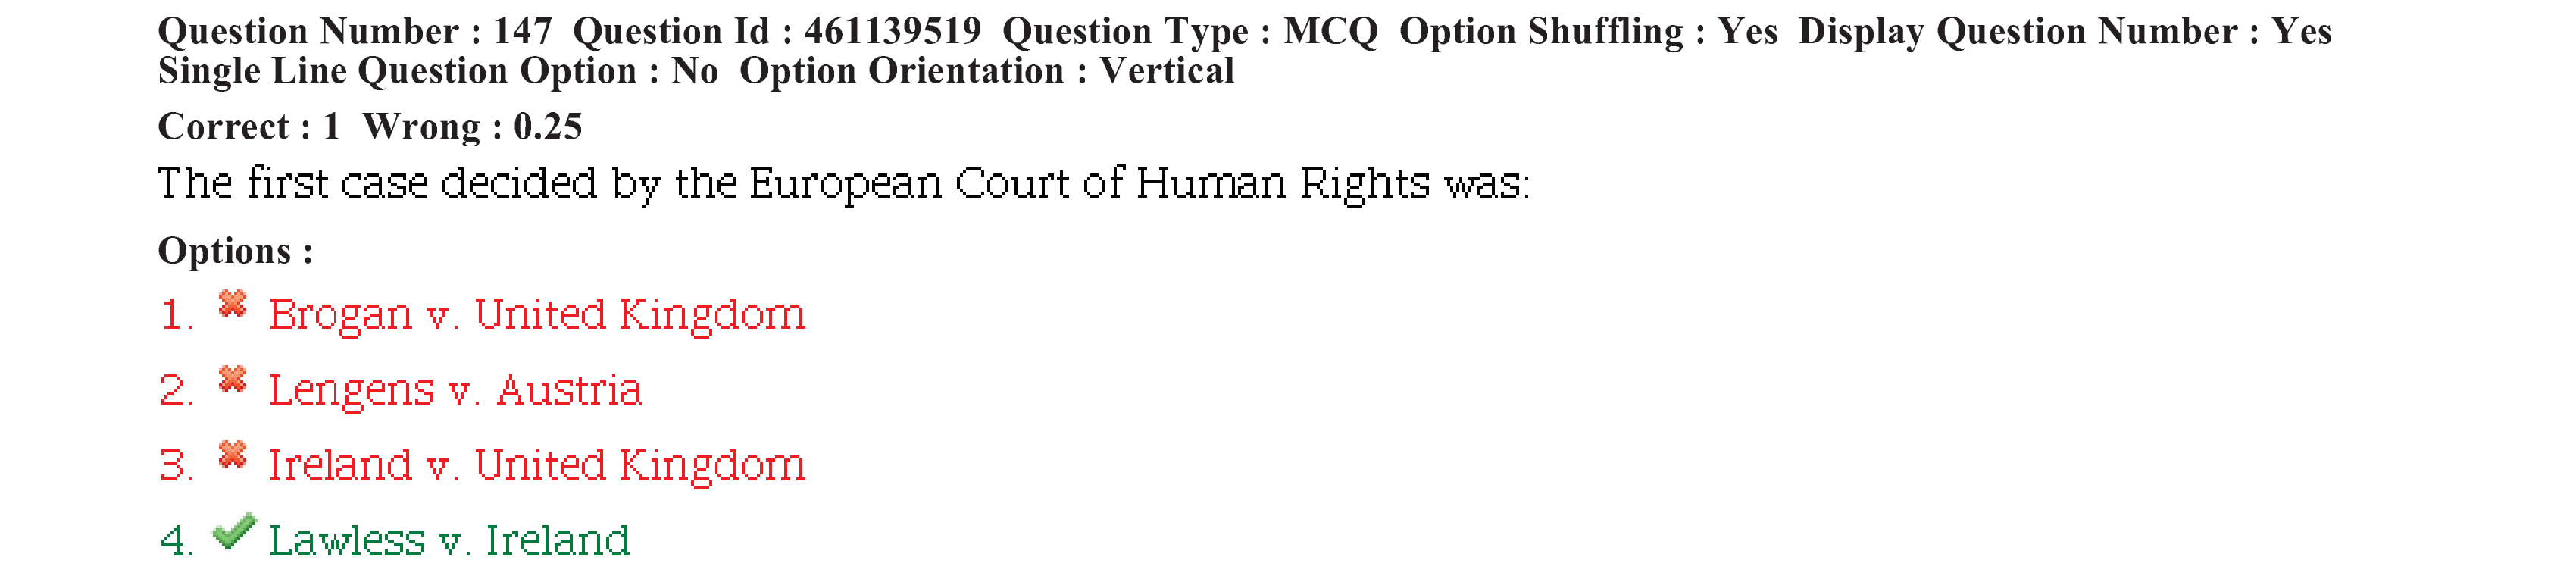 Question Number : 147 Question Id : 461139519 Question Type : MCQ Option Shuffling : Yes Display Question Number : Yes
Single Line Question Option : No Option Orientation : Vertical
Correct : 1 Wrong : 0.25
The first case decided by the European Court of Human Rights was:
Options :
1. Brogan v. United Kingdom
2. Lengens v. Austria
3. Ireland v. United Kingdom
4. Lawless v. Ireland